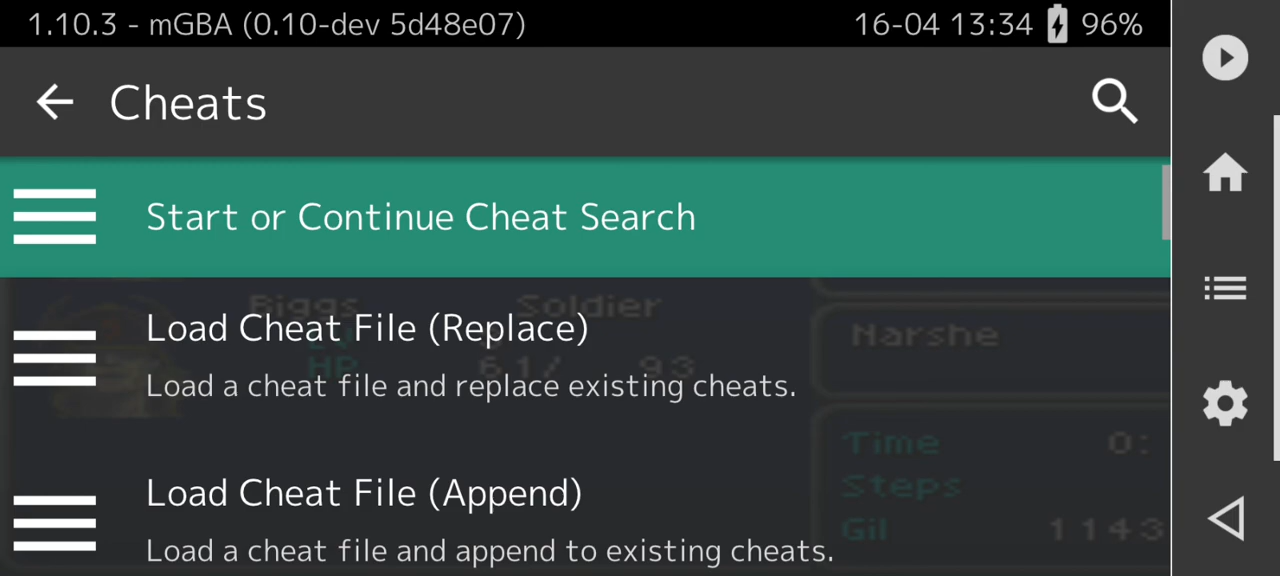 1.10.3 - mGBA (0.10-dev 5d48e07) 16-04 13:34 96%
Cheats
Start or Continue Cheat Search
Biggs Soldier
Load Cheat File (Replace)
Narshe
HP 61/ 93
Load a cheat file and replace existing cheats.
Time 0:
Steps
Load Cheat File (Append)
Gil 1143
Load a cheat file and append to existing cheats.